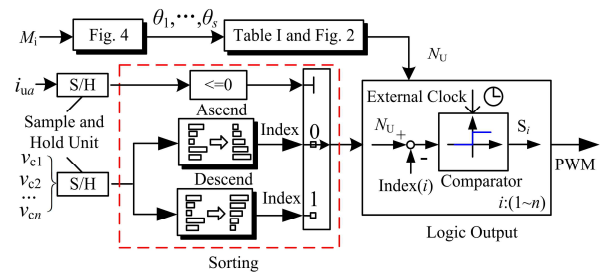 M_i
Fig. 4
θ_1,···,θ_s
Table I and Fig. 2
N_U
i_ua
S/H
<=0
Sample and
Hold Unit
Ascend
Index
0
v_c1
v_c2
...
v_cn
S/H
Descend
Index
1
Sorting
External Clock
N_U
+
-
Index(i)
Comparator
S_i
i:(1~n)
PWM
Logic Output